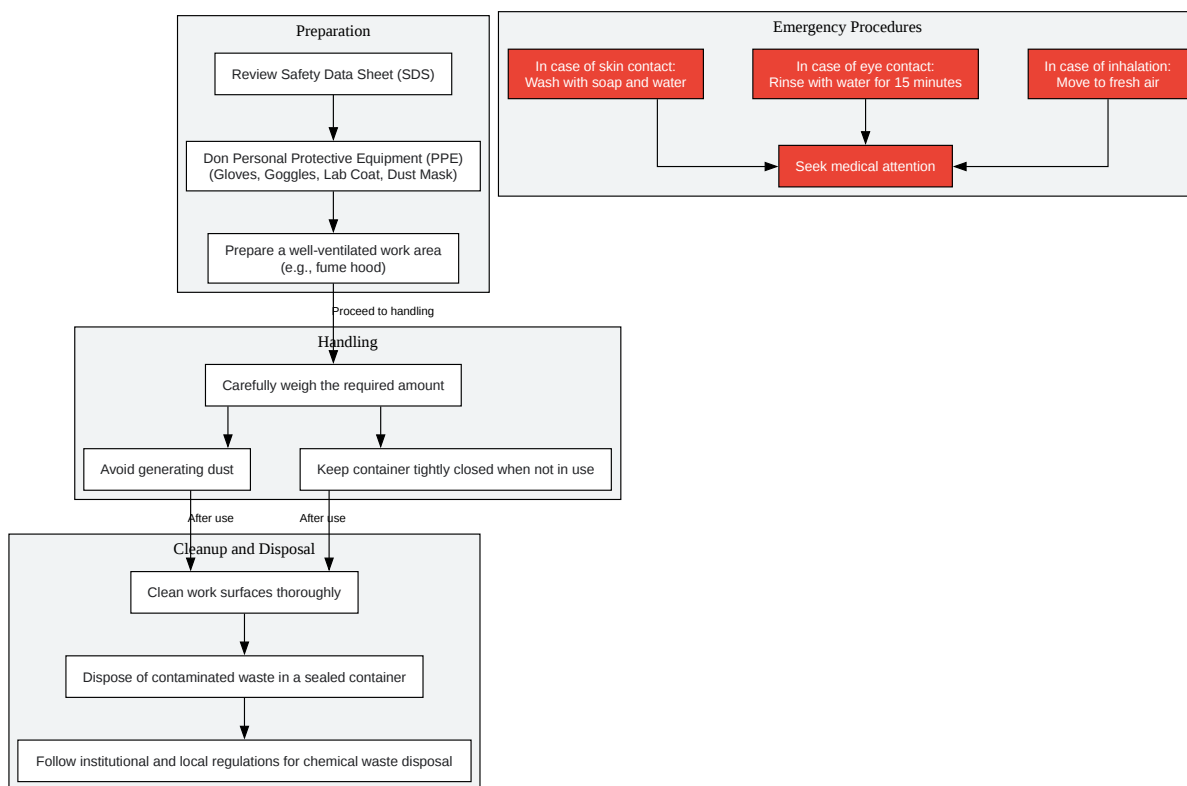 Preparation
Review Safety Data Sheet (SDS)
Don Personal Protective Equipment (PPE)
(Gloves, Goggles, Lab Coat, Dust Mask)
Prepare a well-ventilated work area
(e.g., fume hood)
Proceed to handling
Handling
Carefully weigh the required amount
Avoid generating dust
Keep container tightly closed when not in use
After use
After use
Cleanup and Disposal
Clean work surfaces thoroughly
Dispose of contaminated waste in a sealed container
Follow institutional and local regulations for chemical waste disposal
Emergency Procedures
In case of skin contact:
Wash with soap and water
In case of eye contact:
Rinse with water for 15 minutes
In case of inhalation:
Move to fresh air
Seek medical attention